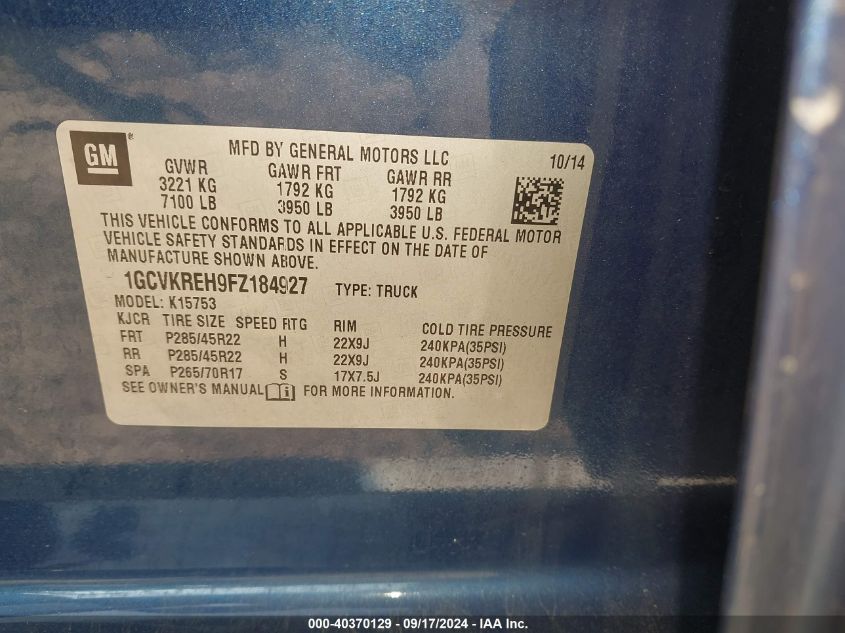 GM®
MFD BY GENERAL MOTORS LLC 10/14
GVWR GAWR FRT GAWR RR
3221 KG 1792 KG 1792 KG
7100 LB 3950 LB 3950 LB
THIS VEHICLE CONFORMS TO ALL APPLICABLE U.S. FEDERAL MOTOR
VEHICLE SAFETY STANDARDS IN EFFECT ON THE DATE OF
MANUFACTURE SHOWN ABOVE.
1GCVKREH9FZ184927 TYPE: TRUCK
MODEL: K15753
KJCR TIRE SIZE SPEED RTG RIM COLD TIRE PRESSURE
FRT P285/45R22 H 22X9J 240KPA(35PSI)
RR P285/45R22 H 22X9J 240KPA(35PSI)
SPA P265/70R17 S 17X7.5J 240KPA(35PSI)
SEE OWNER'S MANUAL i FOR MORE INFORMATION.
000-40370129 - 09/17/2024 - IAA Inc.